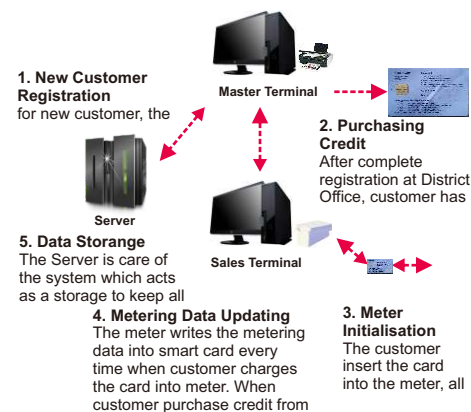 Master Terminal
1. New Customer
Registration
for new customer, the
2. Purchasing
Credit
After complete
registration at District
Office, customer has
Server
Sales Terminal
5. Data Storange
The Server is care of
the system which acts
as a storage to keep all
4. Metering Data Updating
The meter writes the metering
data into smart card every
time when customer charges
the card into meter. When
customer purchase credit from
3. Meter
Initialisation
The customer
insert the card
into the meter, all